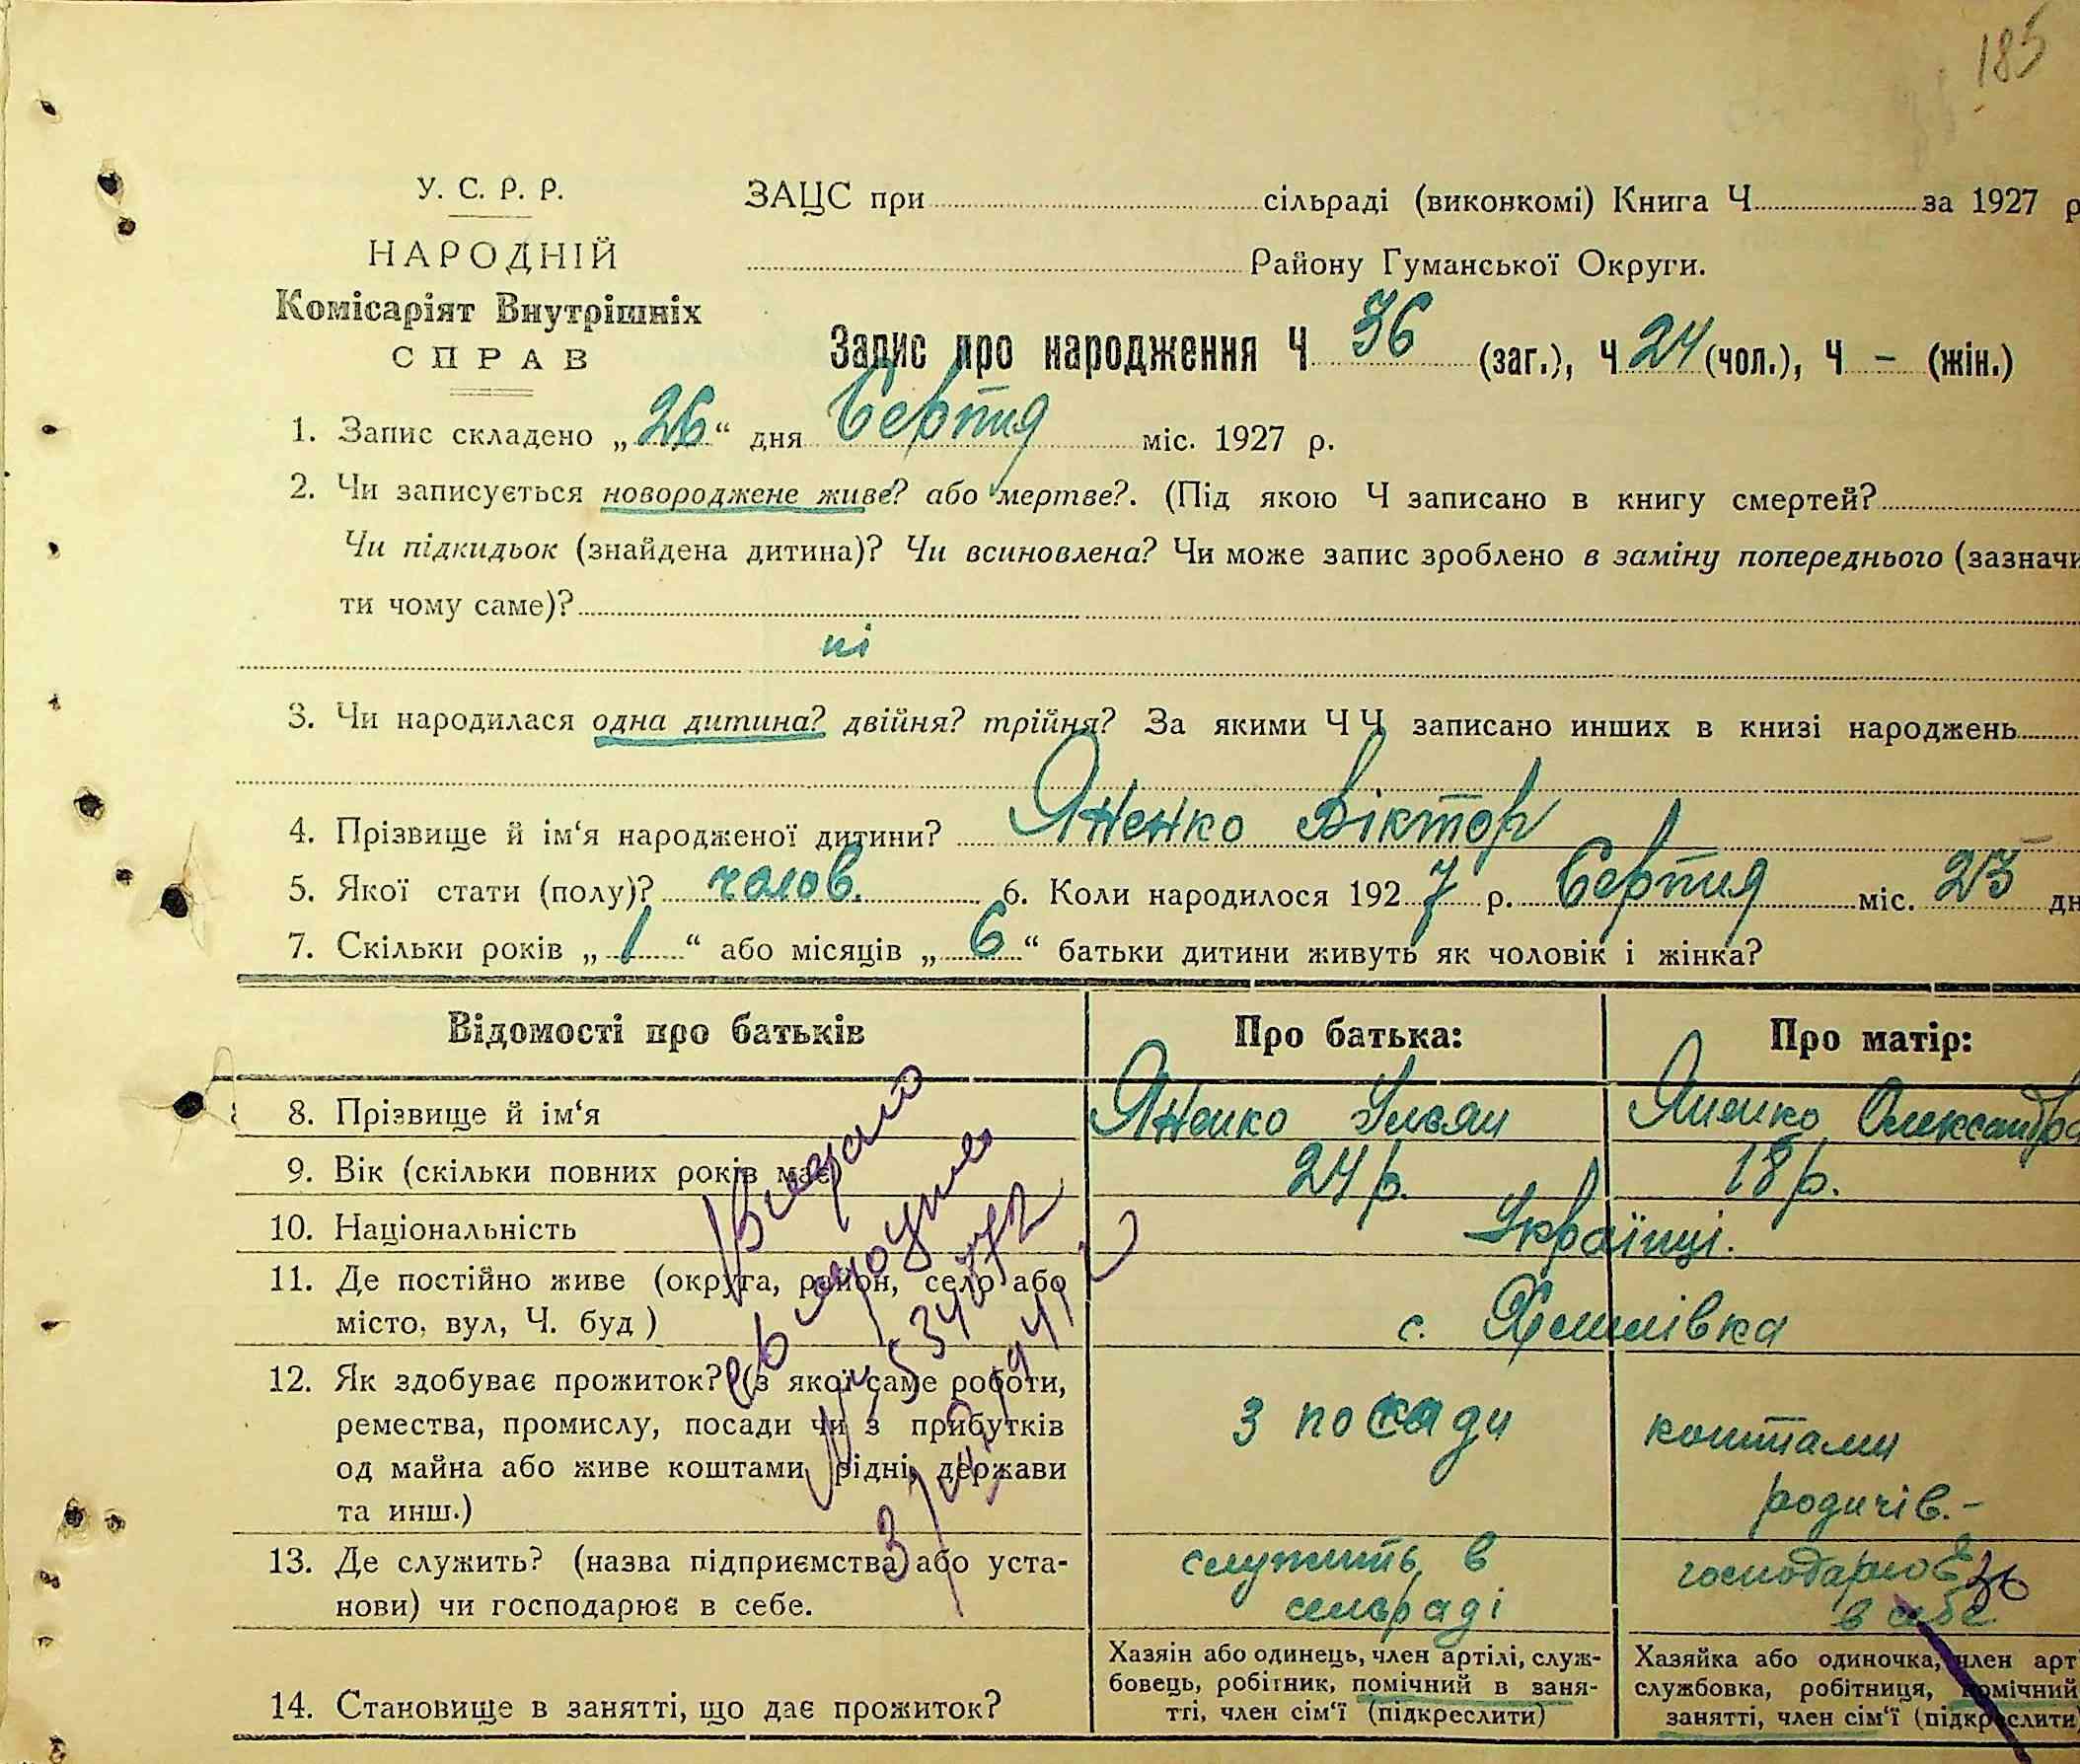 185
У. С. Р. Р.
НАРОДНІЙ
Комісаріят Внутрішніх
СПРАВ
ЗАЦС при сільраді (виконкомі) Книга Ч за 1927 р
Району Гуманської Округи.
Запис про народження Ч 36 (заг.), Ч 24 (чол.), Ч - (жін.)
1. Запис складено „26“ дня Серпня міс. 1927 р.
2. Чи записується новороджене живе? або мертве?. (Під якою Ч записано в книгу смертей?
Чи підкидьок (знайдена дитина)? Чи всиновлена? Чи може запис зроблено в заміну попереднього (зазначи
ти чому саме)?
ні
3. Чи народилася одна дитина? двійня? трійня? За якими ЧЧ записано инших в книзі народжень
4. Прізвище й ім‘я народженої дитини? Яненко Віктор
5. Якої стати (полу)? чолов. 6. Коли народилося 1927 р. Серпня міс. 23 дн
7. Скільки років „1“ або місяців „6“ батьки дитини живуть як чоловік і жінка?
Відомості про батьків Про батька: Про матір:
8. Прізвище й ім‘я Яненко Яненко Олександра
9. Вік (скільки повних років має 24 р. 18 р.
10. Національність Українці.
11. Де постійно живе (округа, район, село або
місто, вул, Ч. буд) с.
12. Як здобуває прожиток? (з якої саме роботи,
ремества, промислу, посади чи з прибутків
од майна або живе коштами рідні, держави
та инш.)
з посади
коштами
родичів.-
13. Де служить? (назва підприємства) або уста-
нови) чи господарює в себе.
служить в
сельраді
господарює
в себе
36
14. Становище в занятті, що дає прожиток?
Хазяін або одинець, член артілі, служ-
бовець, робітник, помічний в заня-
тті, член сім‘ї (підкреслити)
Хазяйка або одиночка, член арт
службовка, робітниця, помічний
занятті, член сім‘ї (підкреслити)